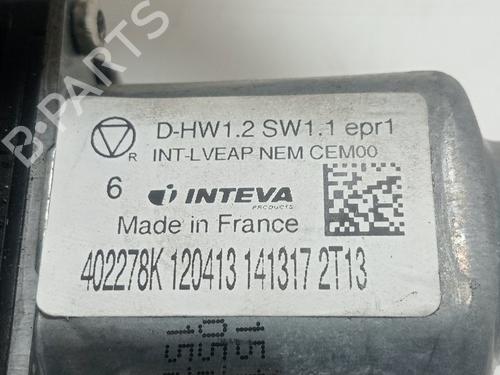 B-PARTS
D-HW1.2 SW1.1 epr1
R INT-LVEAP NEM CEM00
6 INTEVA
PRODUCTS
Made in France
402278K 120413 141317 2T13